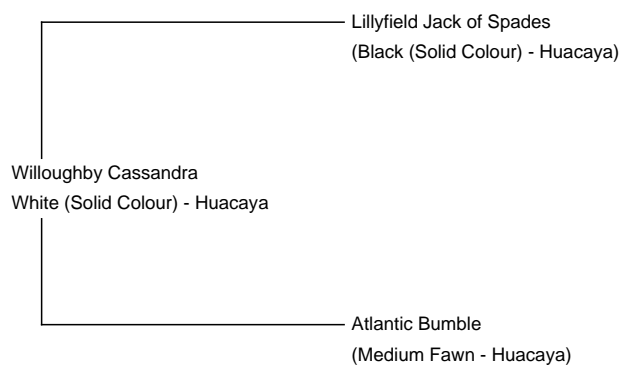 Lillyfield Jack of Spades
(Black (Solid Colour) - Huacaya)
Willoughby Cassandra
White (Solid Colour) - Huacaya
Atlantic Bumble
(Medium Fawn - Huacaya)